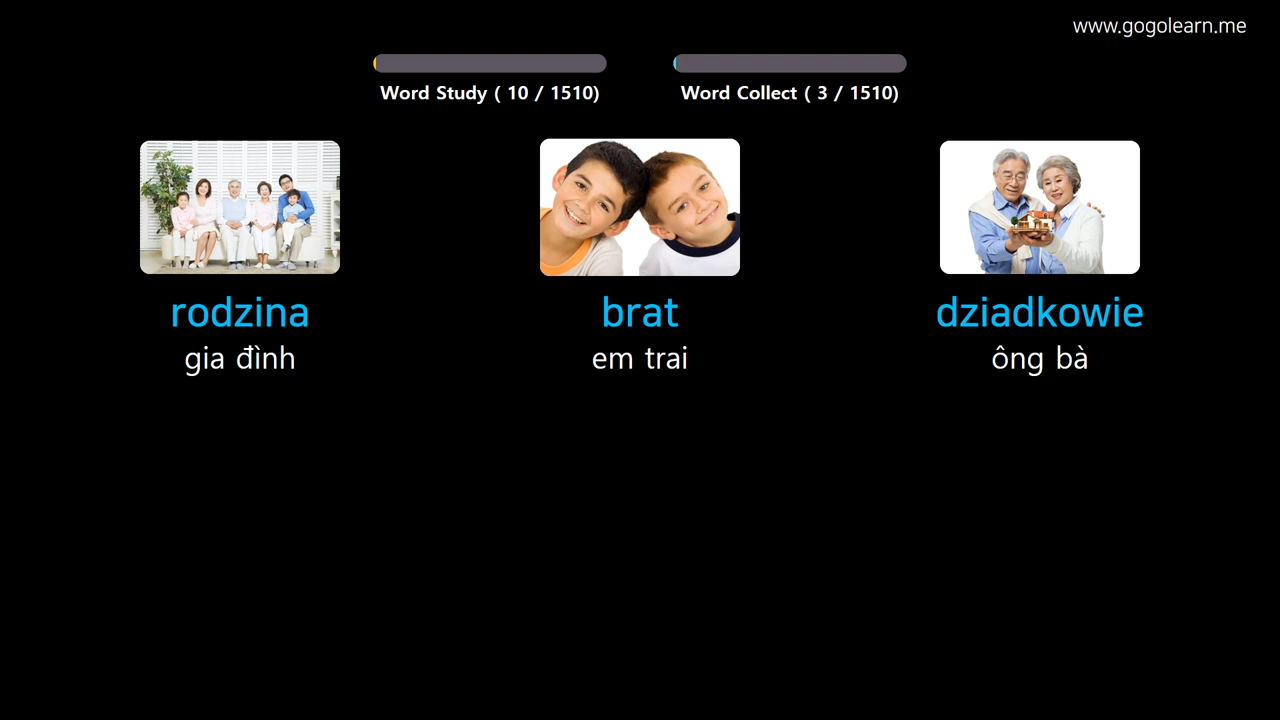 www.gogolearn.me
Word Study ( 10 / 1510)
Word Collect ( 3 / 1510)
rodzina
gia đình
brat
em trai
dziadkowie
ông bà